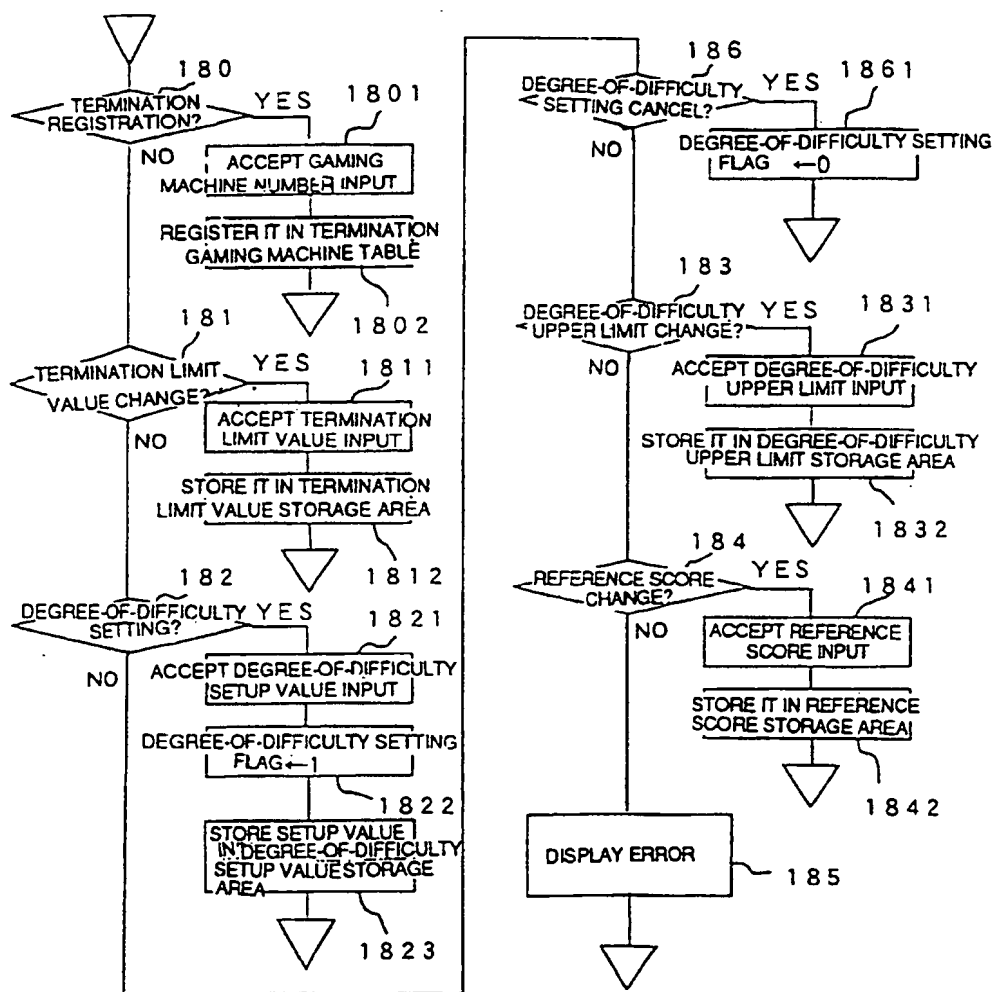 180
TERMINATION
REGISTRATION?
YES
1801
NO
ACCEPT GAMING
MACHINE NUMBER INPUT
REGISTER IT IN TERMINATION
GAMING MACHINE TABLE
1802
181
TERMINATION LIMIT
VALUE CHANGE?
YES
1811
NO
ACCEPT TERMINATION
LIMIT VALUE INPUT
STORE IT IN TERMINATION
LIMIT VALUE STORAGE AREA
1812
182
DEGREE-OF-DIFFICULTY
SETTING?
YES
1821
NO
ACCEPT DEGREE-OF-DIFFICULTY
SETUP VALUE INPUT
DEGREE-OF-DIFFICULTY SETTING
FLAG ←1
1822
STORE SETUP VALUE
IN DEGREE-OF-DIFFICULTY
SETUP VALUE STORAGE
AREA
1823
186
DEGREE-OF-DIFFICULTY
SETTING CANCEL?
YES
1861
NO
DEGREE-OF-DIFFICULTY SETTING
FLAG ←0
183
DEGREE-OF-DIFFICULTY
UPPER LIMIT CHANGE?
YES
1831
NO
ACCEPT DEGREE-OF-DIFFICULTY
UPPER LIMIT INPUT
STORE IT IN DEGREE-OF-DIFFICULTY
UPPER LIMIT STORAGE AREA
1832
184
REFERENCE SCORE
CHANGE?
YES
1841
NO
ACCEPT REFERENCE
SCORE INPUT
STORE IT IN REFERENCE
SCORE STORAGE AREA
1842
DISPLAY ERROR
185